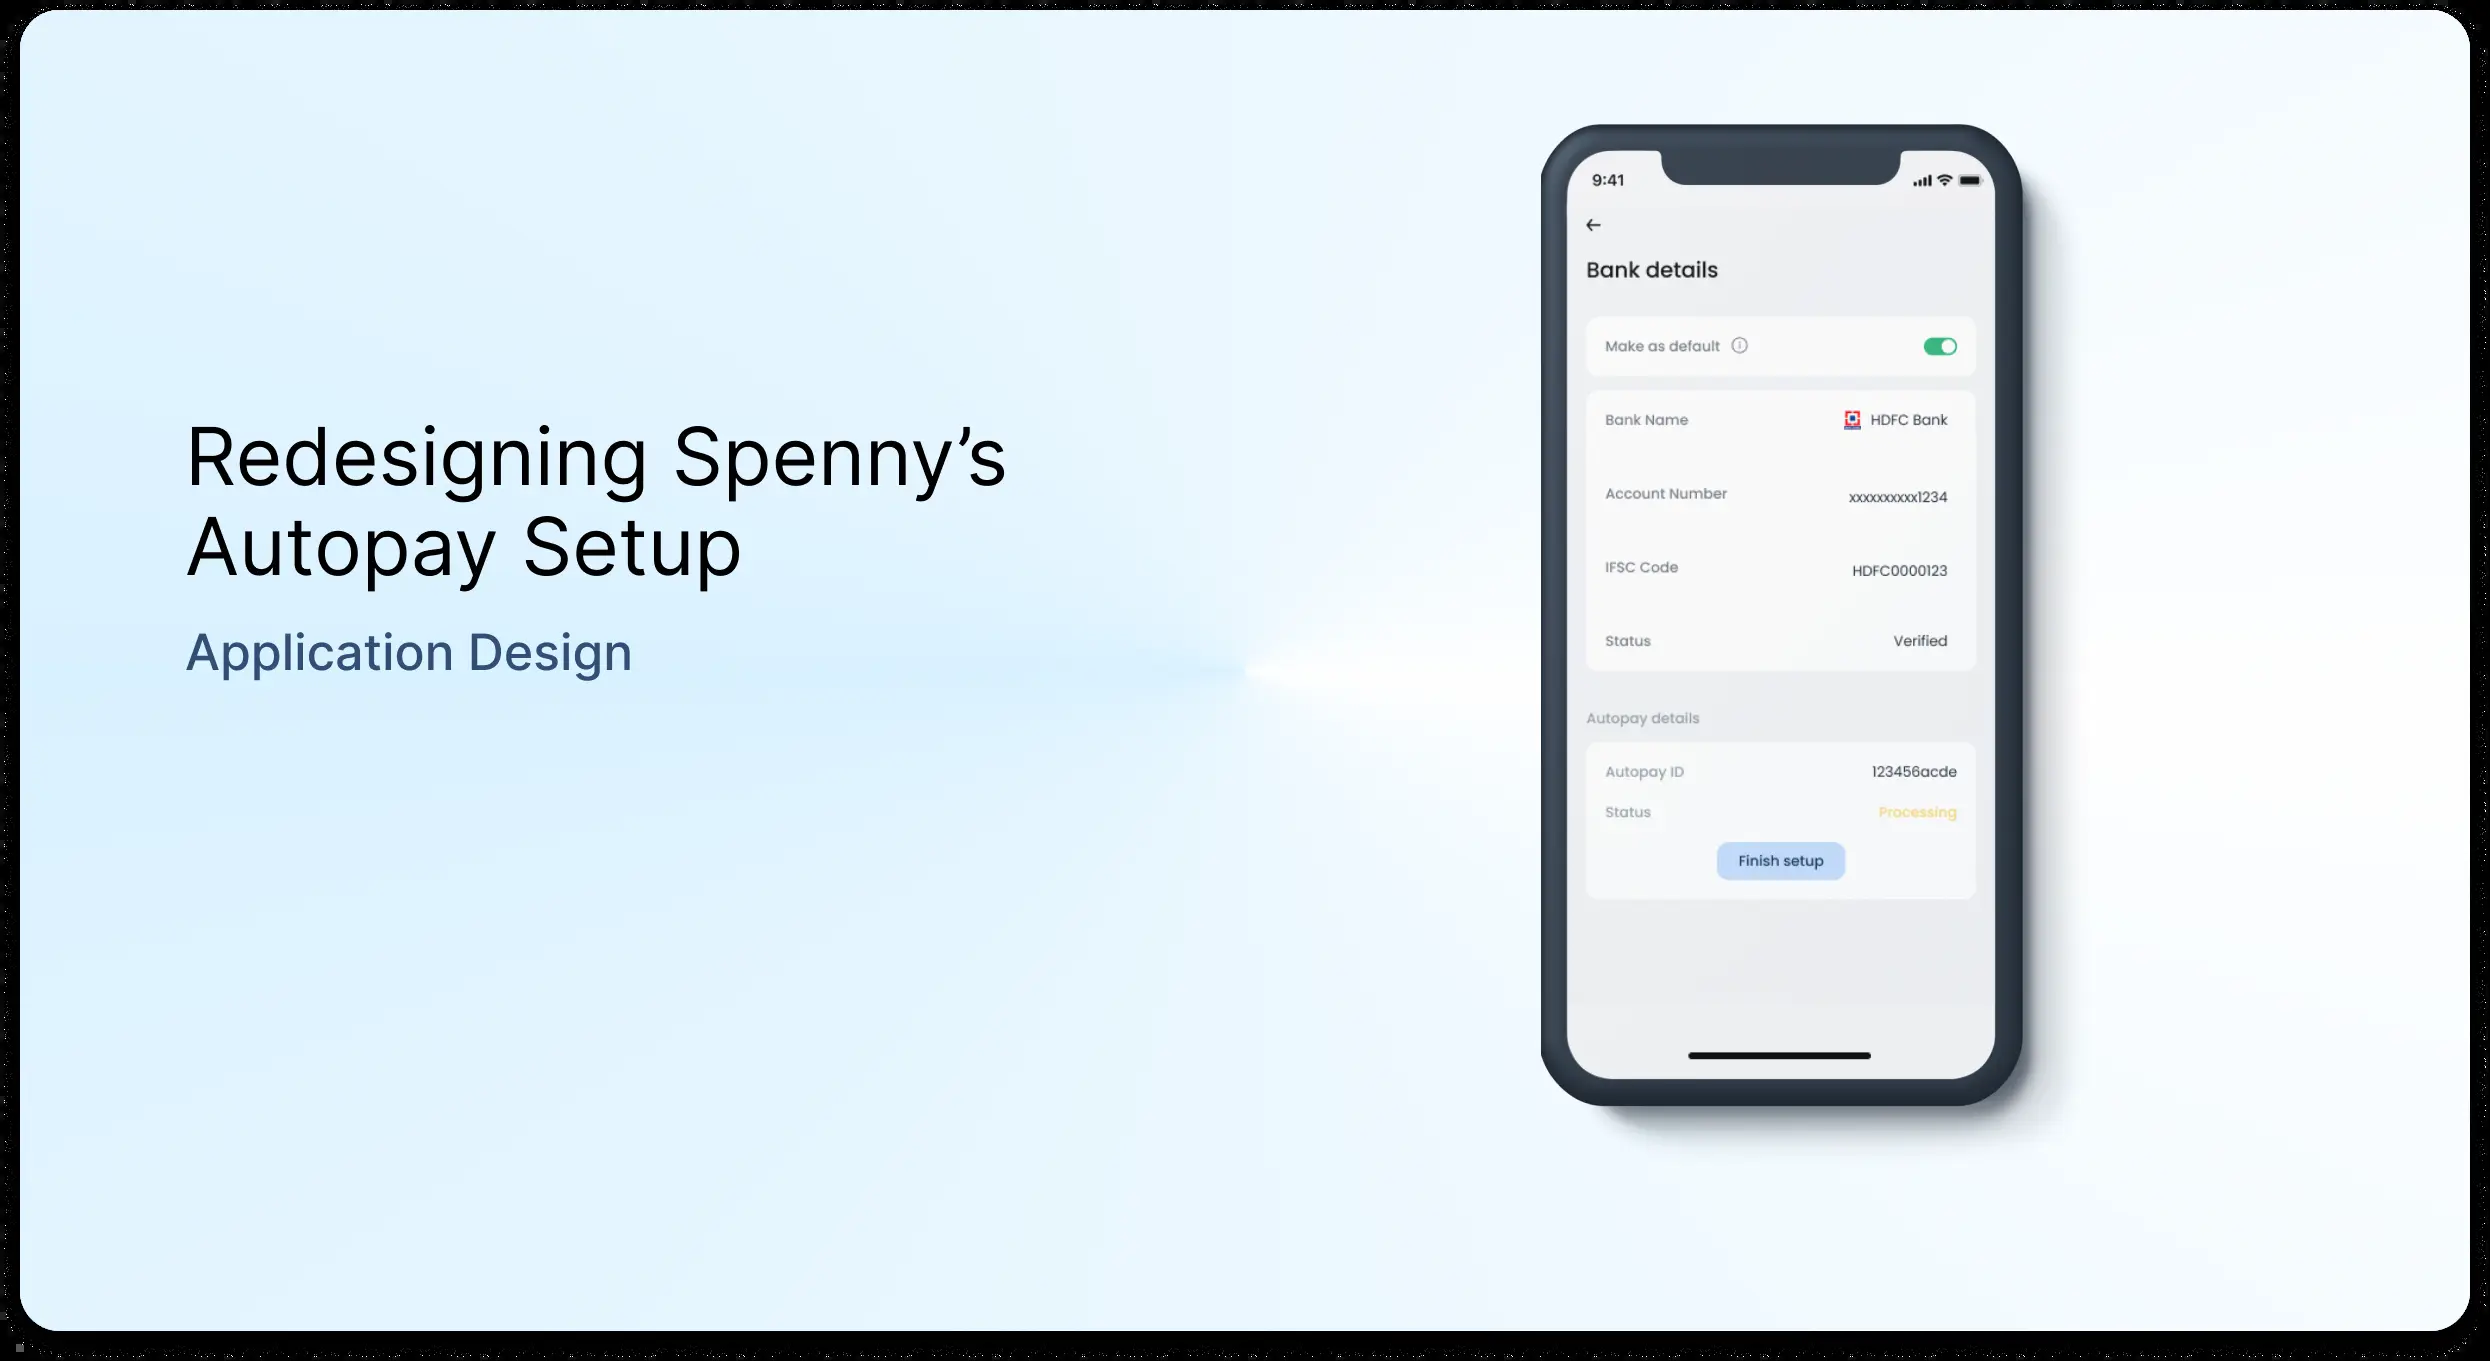 Redesigning Spenny’s
Autopay Setup
Application Design
9:41
Bank details
Make as default
Bank Name HDFC Bank
Account Number xxxxxxxxxx1234
IFSC Code HDFC0000123
Status Verified
Autopay details
Autopay ID 123456acde
Status Processing
Finish setup